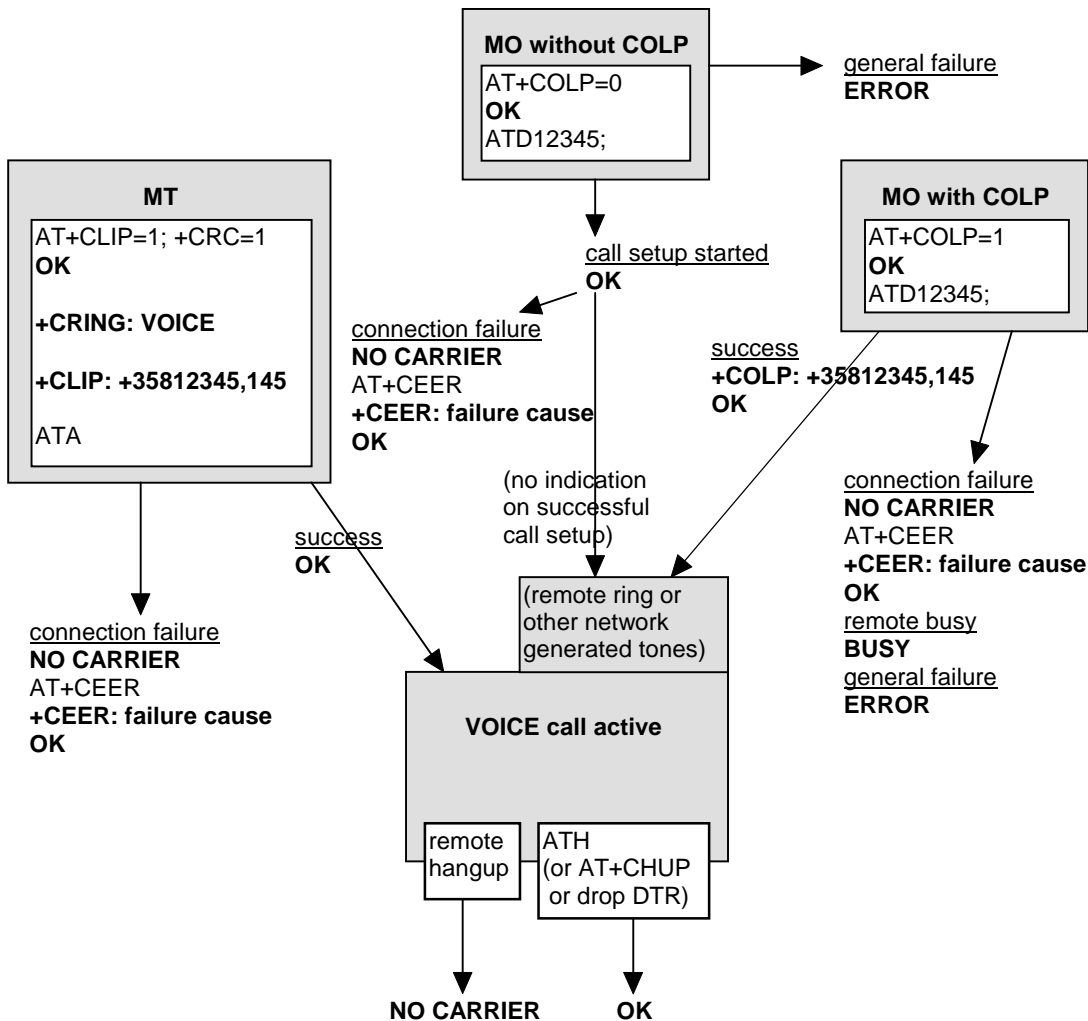 MO without COLP
AT+COLP=0
OK
ATD12345;
general failure
ERROR
MT
AT+CLIP=1; +CRC=1
OK
+CRING: VOICE
+CLIP: +35812345,145
ATA
MO with COLP
AT+COLP=1
OK
ATD12345;
call setup started
OK
connection failure
NO CARRIER
AT+CEER
+CEER: failure cause
OK
success
+COLP: +35812345,145
OK
(no indication
on successful
call setup)
success
OK
connection failure
NO CARRIER
AT+CEER
+CEER: failure cause
OK
remote busy
BUSY
general failure
ERROR
connection failure
NO CARRIER
AT+CEER
+CEER: failure cause
OK
(remote ring or
other network
generated tones)
VOICE call active
remote
hangup
ATH
(or AT+CHUP
or drop DTR)
NO CARRIER
OK